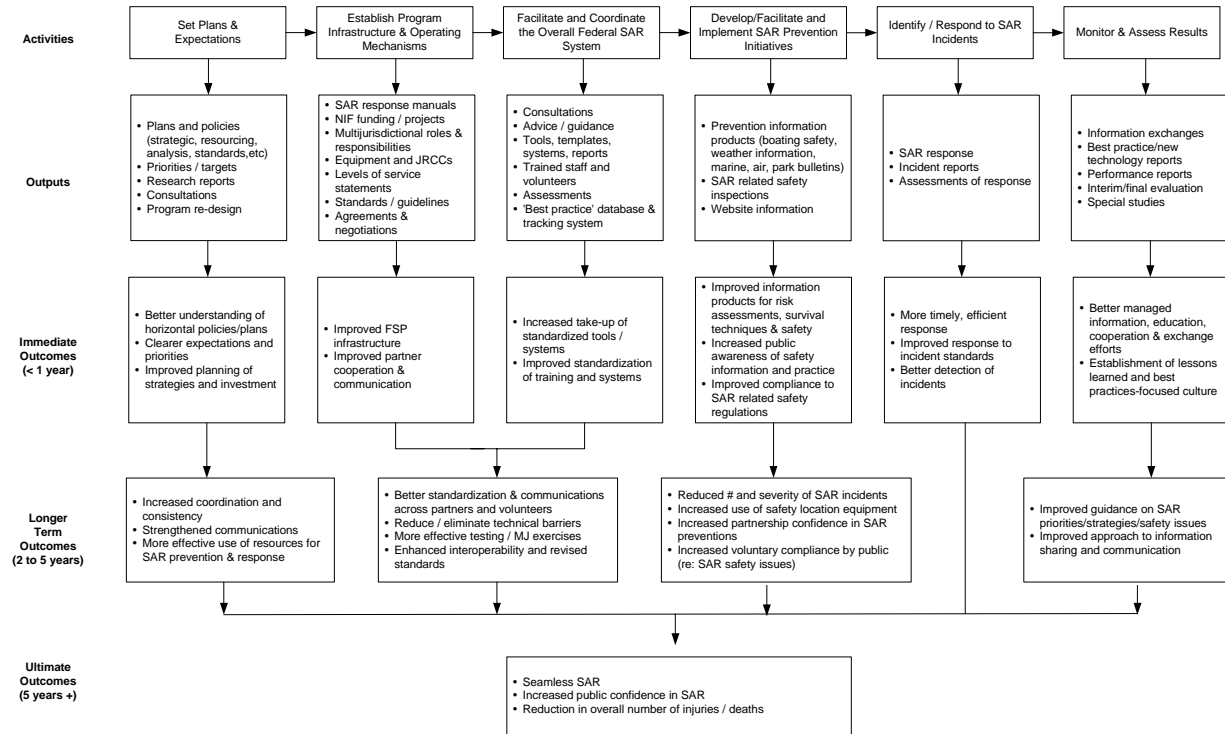 Activities
Set Plans &
Expectations
Establish Program
Infrastructure & Operating
Mechanisms
Facilitate and Coordinate
the Overall Federal SAR
System
Develop/Facilitate and
Implement SAR Prevention
Initiatives
Identify / Respond to SAR
Incidents
Monitor & Assess Results
Outputs
• Plans and policies
(strategic, resourcing,
analysis, standards,etc)
• Priorities / targets
• Research reports
• Consultations
• Program re-design
• SAR response manuals
• NIF funding / projects
• Multijurisdictional roles &
responsibilities
• Equipment and JRCCs
• Levels of service
statements
• Standards / guidelines
• Agreements &
negotiations
• Consultations
• Advice / guidance
• Tools, templates,
systems, reports
• Trained staff and
volunteers
• Assessments
• 'Best practice' database &
tracking system
• Prevention information
products (boating safety,
weather information,
marine, air, park bulletins)
• SAR related safety
inspections
• Website information
• SAR response
• Incident reports
• Assessments of response
• Information exchanges
• Best practice/new
technology reports
• Performance reports
• Interim/final evaluation
• Special studies
Immediate
Outcomes
(< 1 year)
• Better understanding of
horizontal policies/plans
• Clearer expectations and
priorities
• Improved planning of
strategies and investment
• Improved FSP
infrastructure
• Improved partner
cooperation &
communication
• Increased take-up of
standardized tools /
systems
• Improved standardization
of training and systems
• Improved information
products for risk
assessments, survival
techniques & safety
• Increased public
awareness of safety
information and practice
• Improved compliance to
SAR related safety
regulations
• More timely, efficient
response
• Improved response to
incident standards
• Better detection of
incidents
• Better managed
information, education,
cooperation & exchange
efforts
• Establishment of lessons
learned and best
practices-focused culture
Longer
Term
Outcomes
(2 to 5 years)
• Increased coordination and
consistency
• Strengthened communications
• More effective use of resources for
SAR prevention & response
• Better standardization & communications
across partners and volunteers
• Reduce / eliminate technical barriers
• More effective testing / MJ exercises
• Enhanced interoperability and revised
standards
• Reduced # and severity of SAR incidents
• Increased use of safety location equipment
• Increased partnership confidence in SAR
preventions
• Increased voluntary compliance by public
(re: SAR safety issues)
• Improved guidance on SAR
priorities/strategies/safety issues
• Improved approach to information
sharing and communication
Ultimate
Outcomes
(5 years +)
• Seamless SAR
• Increased public confidence in SAR
• Reduction in overall number of injuries / deaths